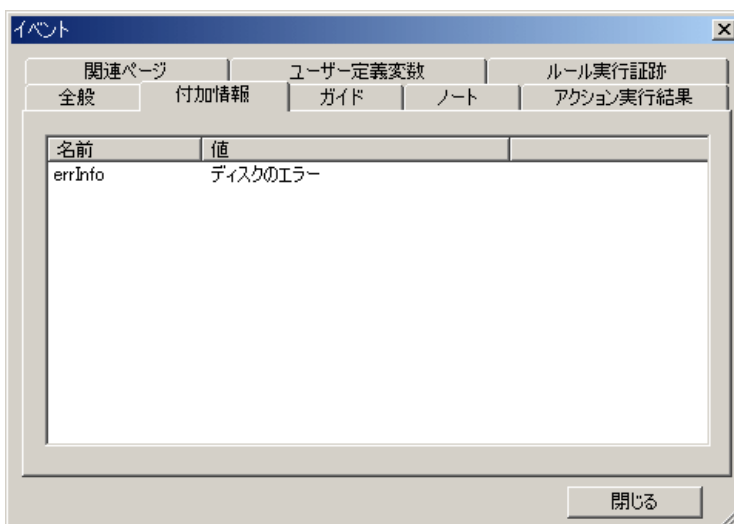 イベント
関連ページ ユーザー定義変数 ルール実行証跡
全般 付加情報 ガイド ノート アクション実行結果
名前 値
errInfo ディスクのエラー
閉じる